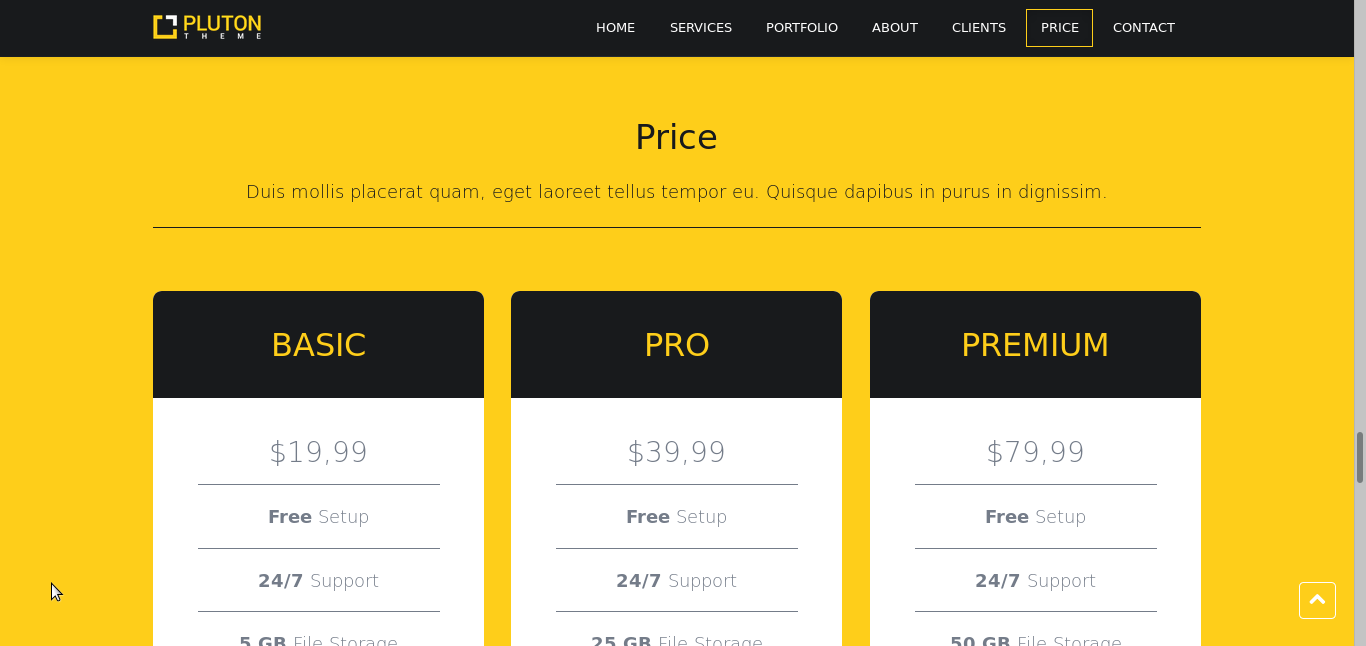 PLUTON
THEME
HOME SERVICES PORTFOLIO ABOUT CLIENTS PRICE CONTACT
Price
Duis mollis placerat quam, eget laoreet tellus tempor eu. Quisque dapibus in purus in dignissim.
BASIC PRO PREMIUM
$19,99 $39,99 $79,99
Free Setup Free Setup Free Setup
24/7 Support 24/7 Support 24/7 Support
5 GB File Storage 25 GB File Storage 50 GB File Storage